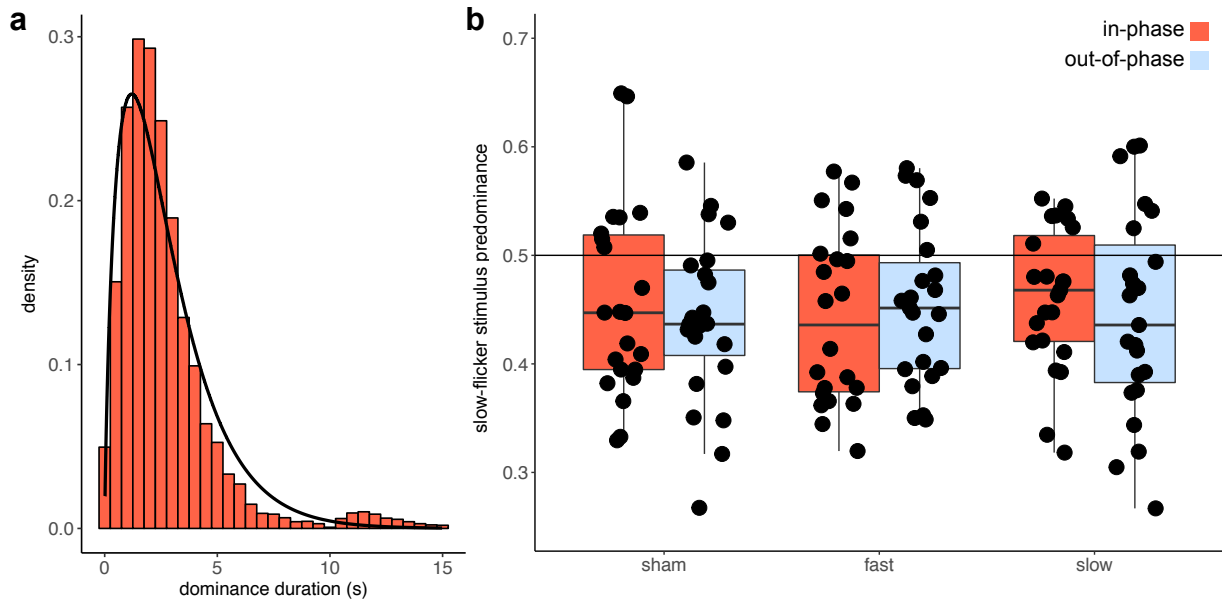 a
0.3
0.2
0.1
0.0
density
0 5 10 15
dominance duration (s)
b
in-phase
out-of-phase
0.7
0.6
0.5
0.4
0.3
slow-flicker stimulus predominance
sham fast slow